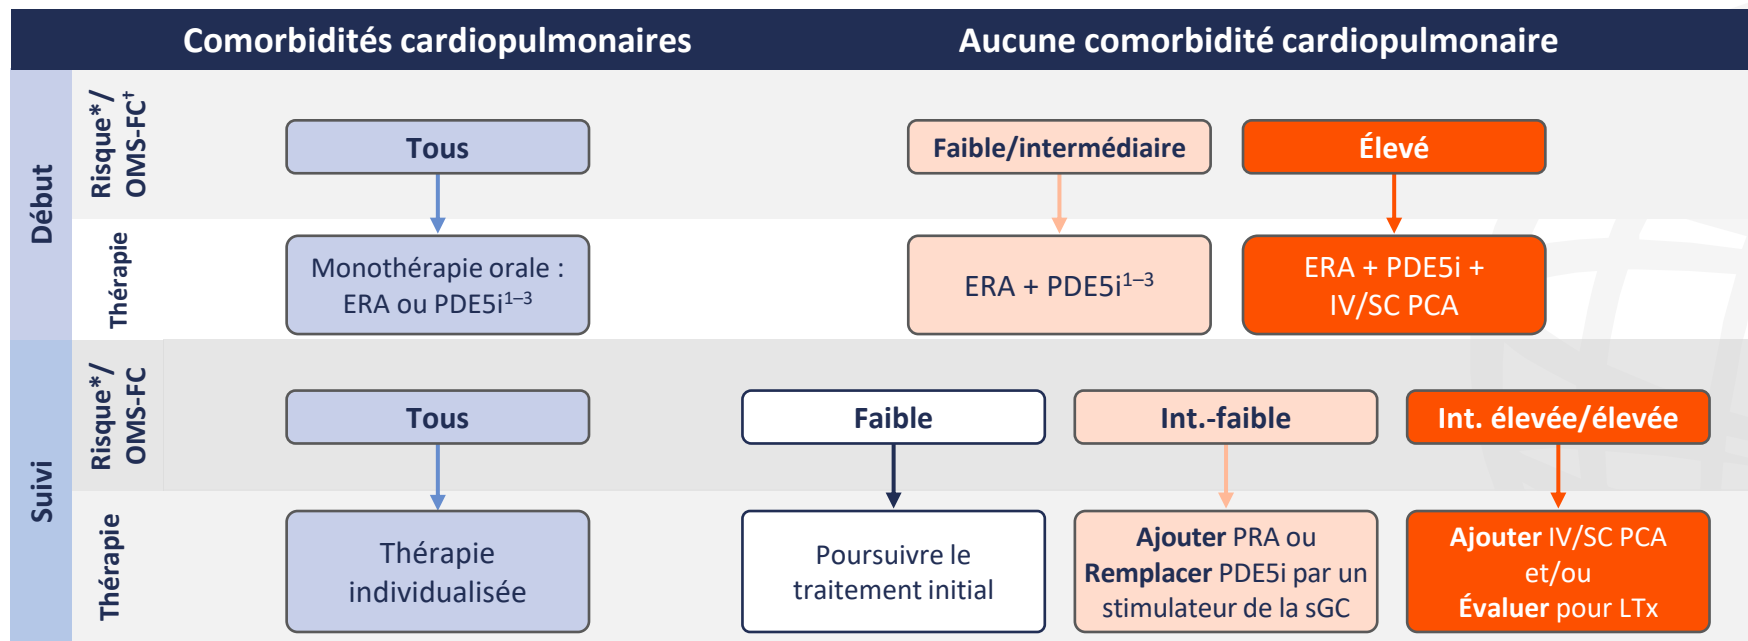 Comorbidités cardiopulmonaires
Aucune comorbidité cardiopulmonaire
Début
Risque*/
OMS-FC†
Tous
Faible/intermédiaire
Élevé
Thérapie
Monothérapie orale :
ERA ou PDE5i1–3
ERA + PDE5i1–3
ERA + PDE5i +
IV/SC PCA
Suivi
Risque*/
OMS-FC
Tous
Faible
Int.-faible
Int. élevée/élevée
Thérapie
Thérapie
individualisée
Poursuivre le
traitement initial
Ajouter PRA ou
Remplacer PDE5i par un
stimulateur de la sGC
Ajouter IV/SC PCA
et/ou
Évaluer pour LTx